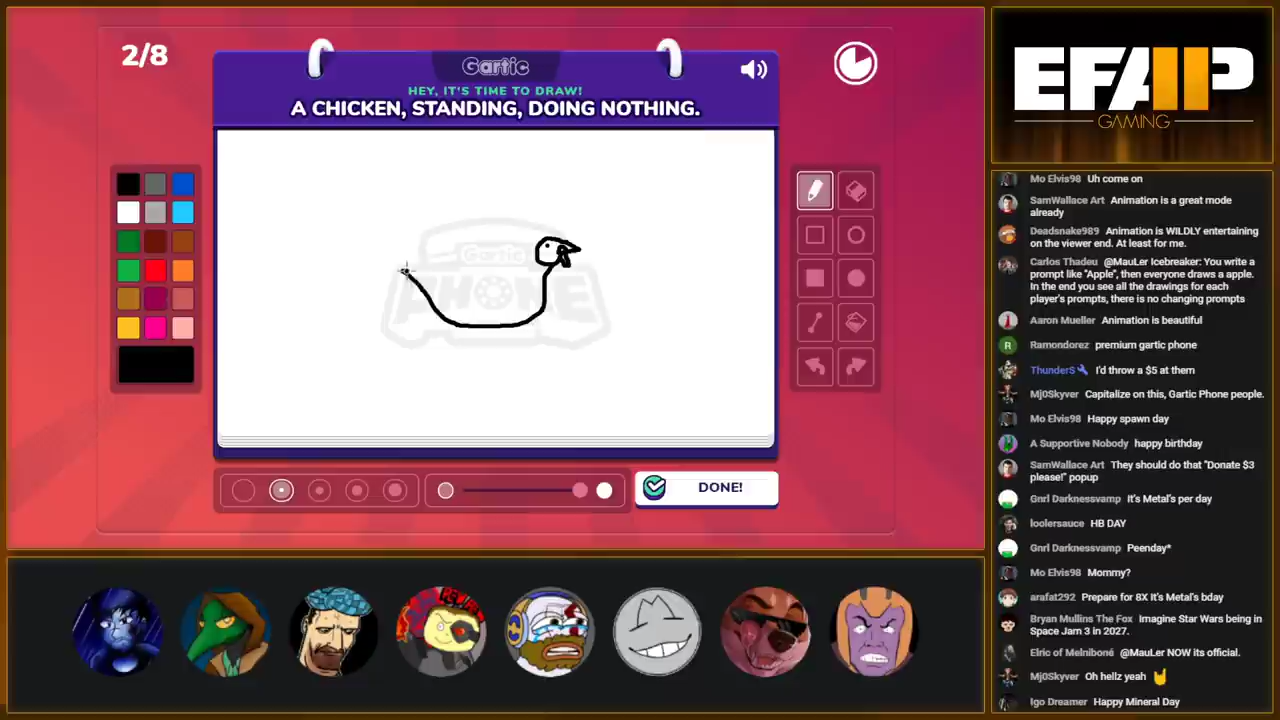 2/8
Gartic
HEY, IT'S TIME TO DRAW!
A CHICKEN, STANDING, DOING NOTHING.
Gartic
PHONE
DONE!
EFAP
GAMING
Mo Elvis98 Uh come on
SamWallace Art Animation is a great mode
already
Deadsnake989 Animation is WILDLY entertaining
on the viewer end. At least for me.
Carlos Thadeu @MauLer Icebreaker: You write a
prompt like "Apple", then everyone draws a apple.
In the end you see all the drawings for each
player's prompts, there is no changing prompts
Aaron Mueller Animation is beautiful
R
Ramondorez premium gartic phone
ThunderS I'd throw a $5 at them
Mj0Skyver Capitalize on this, Gartic Phone people.
Mo Elvis98 Happy spawn day
A Supportive Nobody happy birthday
SamWallace Art They should do that "Donate $3
please!" popup
Gnrl Darknessvamp It's Metal's per day
loolersauce HB DAY
Gnrl Darknessvamp Peenday*
Mo Elvis98 Mommy?
arafat292 Prepare for 8X It's Metal's bday
Bryan Mullins The Fox Imagine Star Wars being in
Space Jam 3 in 2027.
Elric of Melniboné @MauLer NOW its official.
Mj0Skyver Oh hellz yeah 🤘
Igo Dreamer Happy Mineral Day